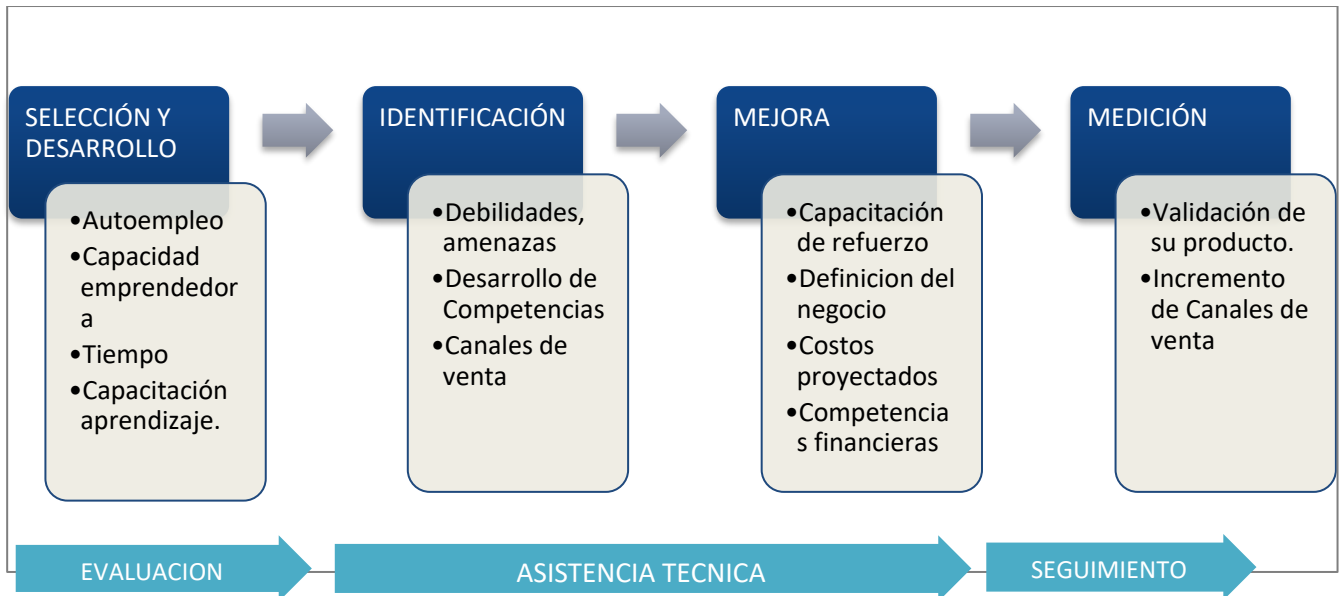 SELECCIÓN Y
DESARROLLO
•Autoempleo
•Capacidad
emprendedor
a
•Tiempo
•Capacitación
aprendizaje.
IDENTIFICACIÓN
•Debilidades,
amenazas
•Desarrollo de
Competencias
•Canales de
venta
MEJORA
•Capacitación
de refuerzo
•Definicion del
negocio
•Costos
proyectados
•Competencia
s financieras
MEDICIÓN
•Validación de
su producto.
•Incremento
de Canales de
venta
EVALUACION
ASISTENCIA TECNICA
SEGUIMIENTO